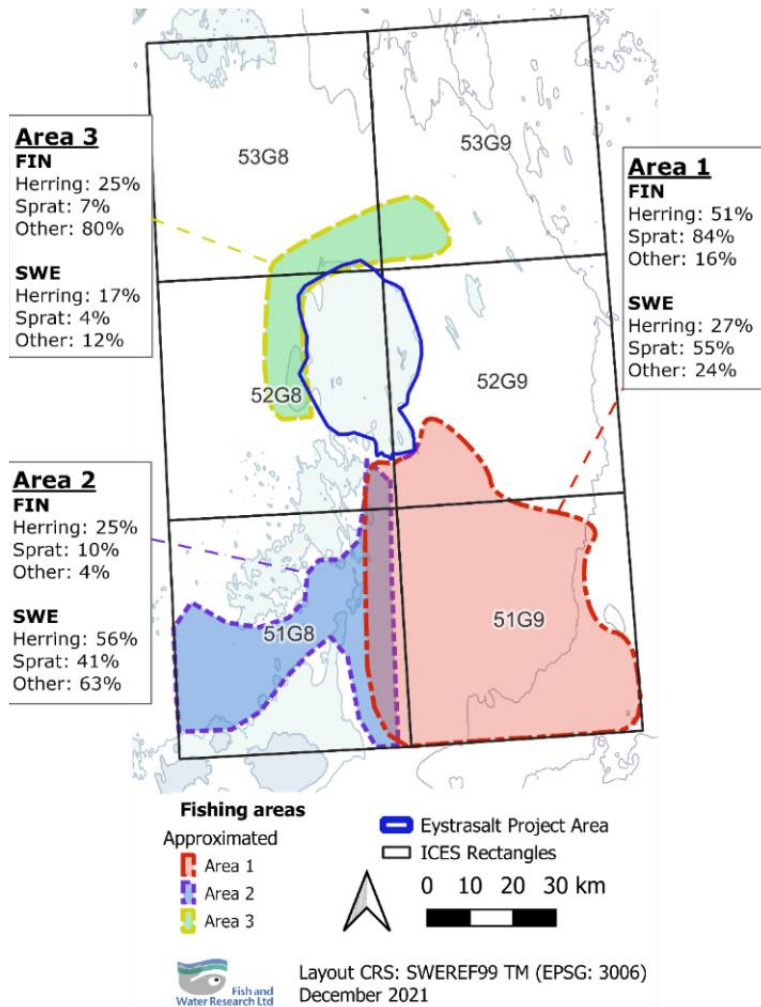 53G8
53G9
Area 3
FIN
Herring: 25%
Sprat: 7%
Other: 80%
SWE
Herring: 17%
Sprat: 4%
Other: 12%
Area 1
FIN
Herring: 51%
Sprat: 84%
Other: 16%
SWE
Herring: 27%
Sprat: 55%
Other: 24%
52G8
52G9
Area 2
FIN
Herring: 25%
Sprat: 10%
Other: 4%
SWE
Herring: 56%
Sprat: 41%
Other: 63%
51G8
51G9
Fishing areas
Approximated
Area 1
Area 2
Area 3
Eystrasalt Project Area
ICES Rectangles
0 10 20 30 km
Fish and
Water Research Ltd
Layout CRS: SWEREF99 TM (EPSG: 3006)
December 2021